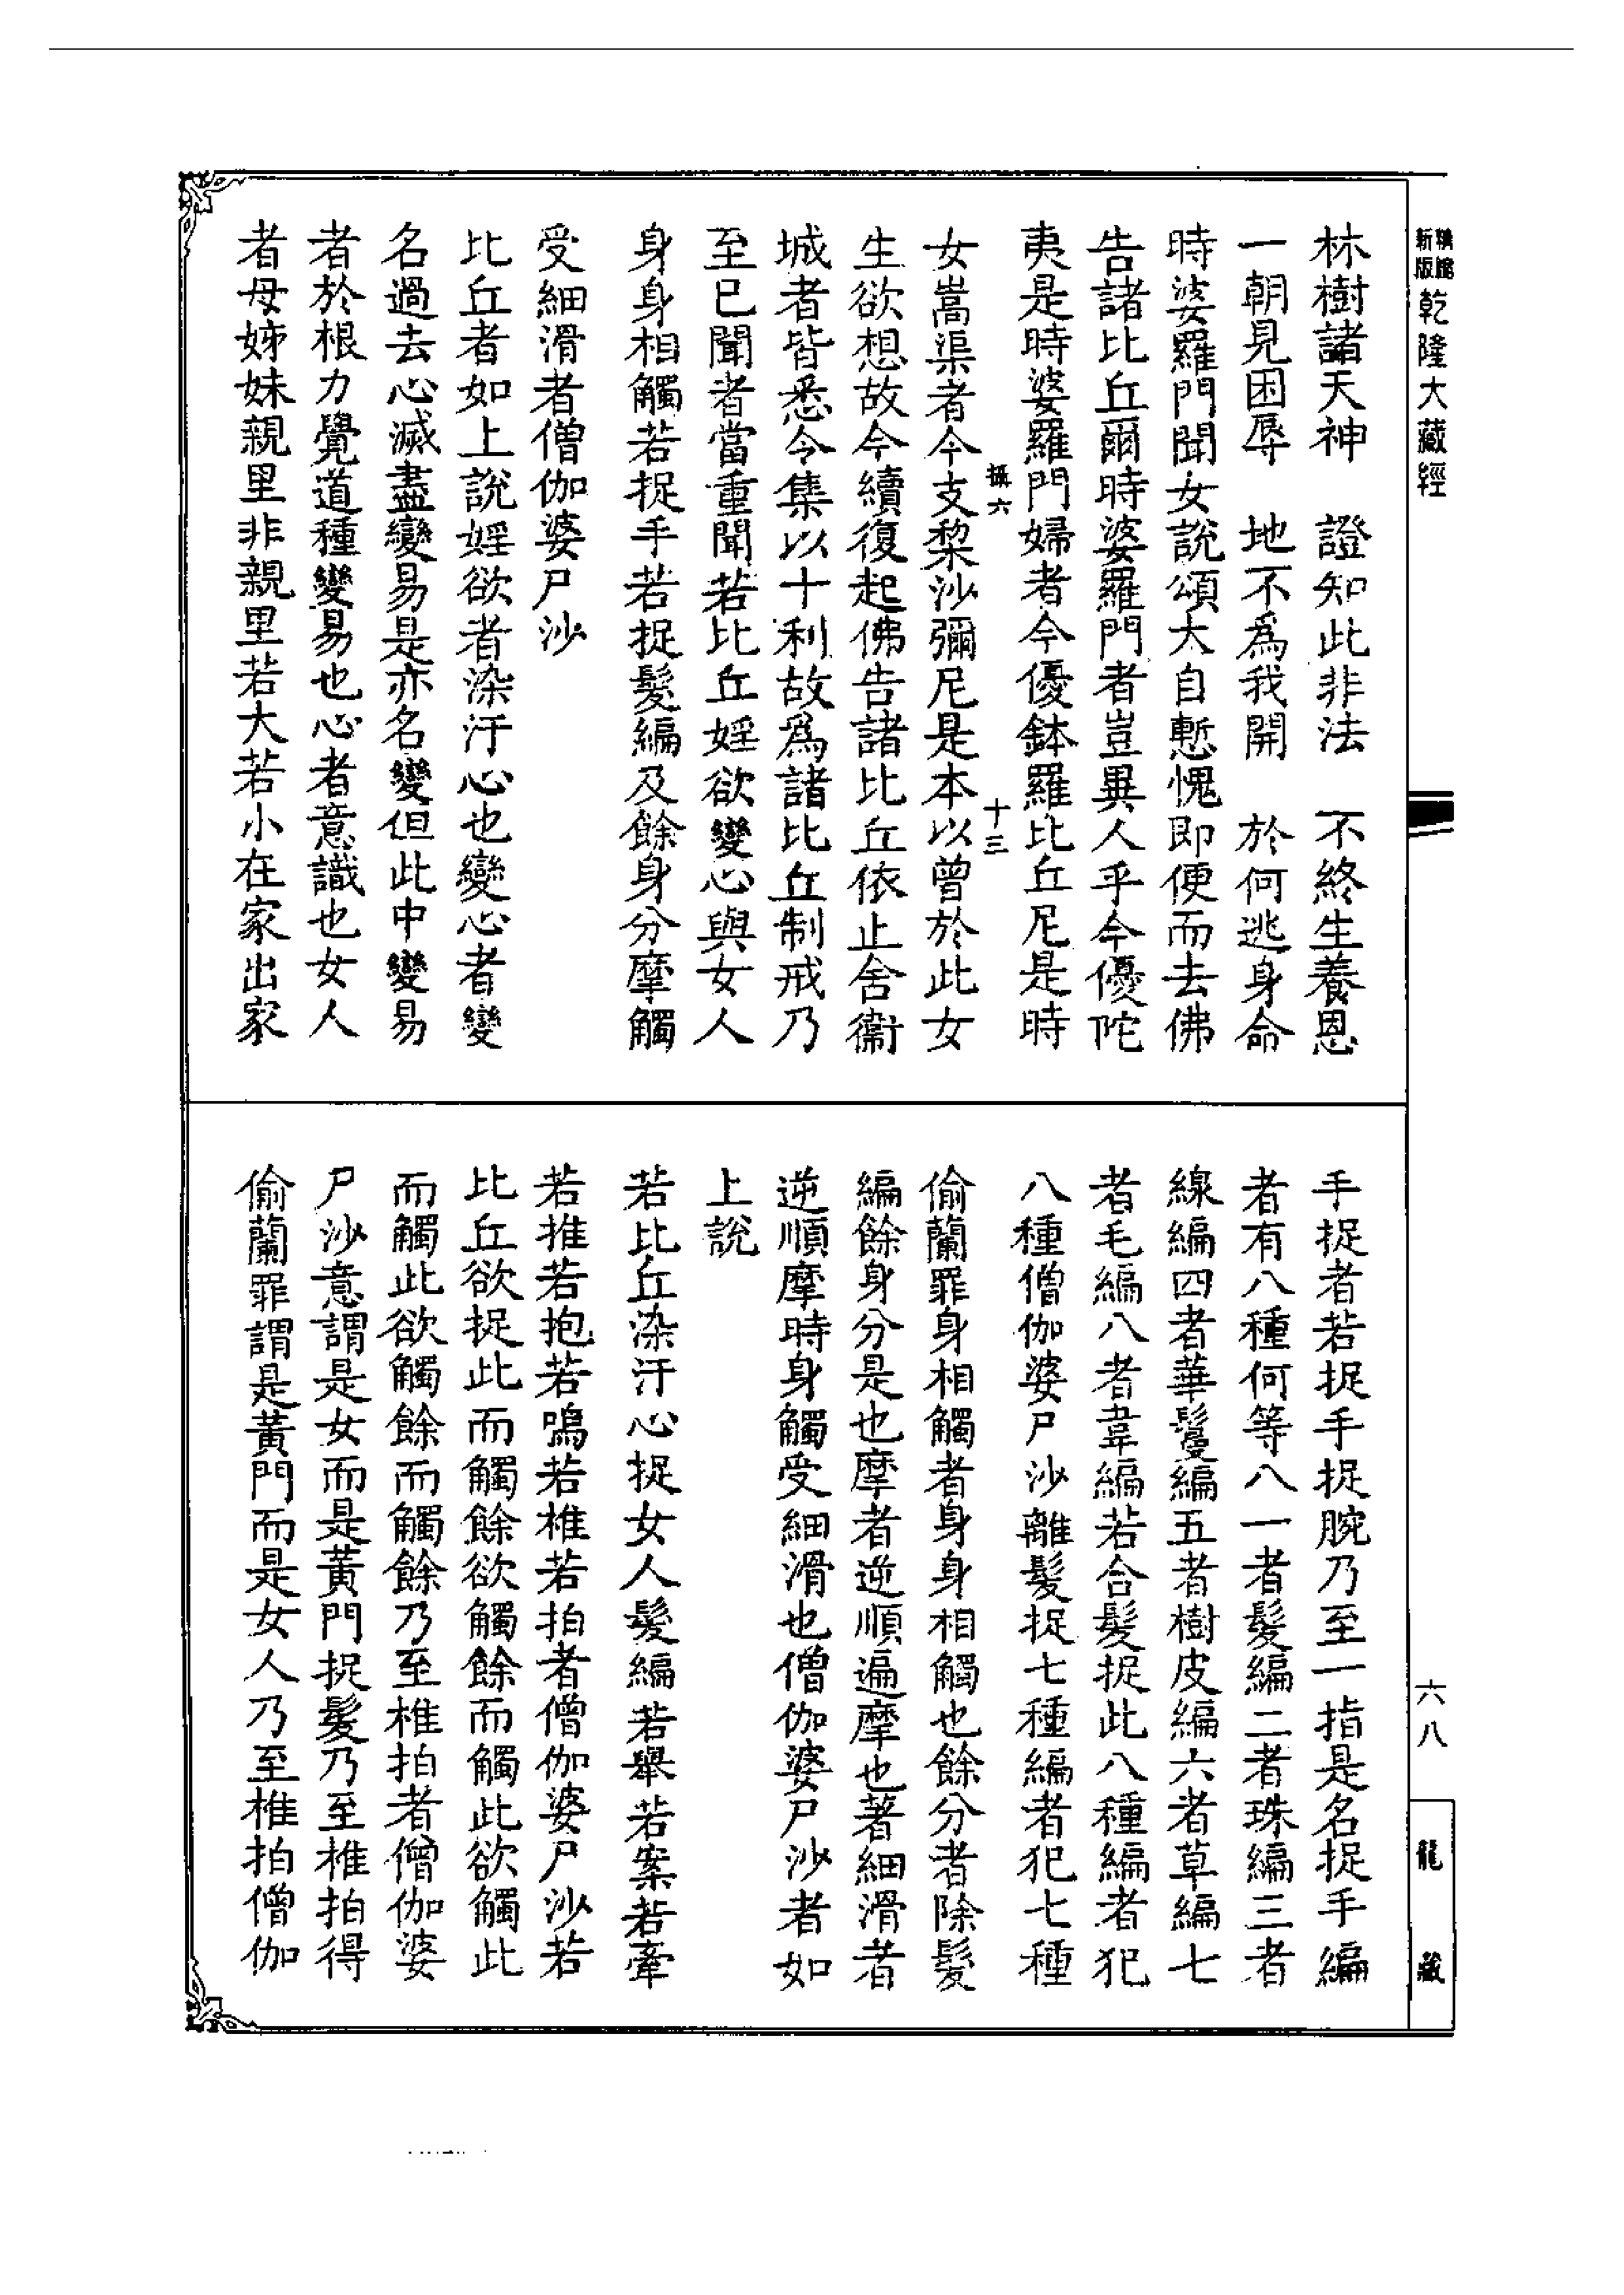 新版
乾隆大藏經
林樹諸天神　證知此非法　不終生養恩
一朝見困辱　地不為我開　於何逃身命
時婆羅門聞女說頌大自慙愧即便而去佛
告諸比丘爾時婆羅門者豈異人乎今優陀
夷是時婆羅門婦者今優鉢羅比丘尼是時
十三
女嵩渠者今支棃沙彌尼是本以曾於此女
生欲想故今續復起佛告諸比丘依止舍衞
城者皆悉令集以十利故為諸比丘制戒乃
至已聞者當重聞若比丘婬欲變心與女人
身身相觸若捉手若捉髮編及餘身分摩觸
受細滑者僧伽婆尸沙
比丘者如上說婬欲者染汙心也變心者變
名過去心滅盡變易是亦名變但此中變易
者於根力覺道種變易也心者意識也女人
者母姊妹親里非親里若大若小在家出家
手捉者若捉手捉腕乃至一指是名捉手編
者有八種何等八一者髮編二者珠編三者
線編四者華鬘編五者樹皮編六者草編七
者毛編八者韋編若合髮捉此八種編者犯
八種僧伽婆尸沙離髮捉七種編者犯七種
偷蘭罪身相觸者身身相觸也餘分者除髮
編餘身分是也摩者逆順遍摩也著細滑者
逆順摩時身觸受細滑也僧伽婆尸沙者如
上說
若比丘染汙心捉女人髮編若舉若案若牽
若推若抱若嗚若椎若拍者僧伽婆尸沙若
比丘欲捉此而觸餘欲觸餘而觸此欲觸此
而觸此欲觸餘而觸餘乃至椎拍者僧伽婆
尸沙意謂是女而是黃門捉髮乃至椎拍得
偷蘭罪謂是黃門而是女人乃至椎拍僧伽
六八
龍藏